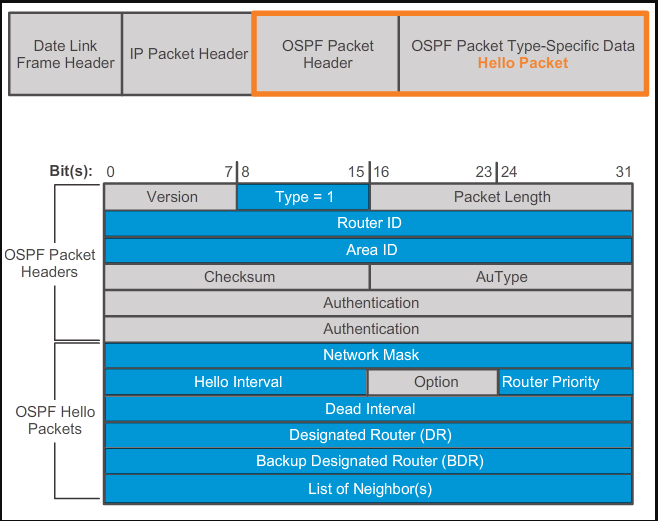 Date Link
Frame Header
IP Packet Header
OSPF Packet
Header
OSPF Packet Type-Specific Data
Hello Packet
Bit(s): 0 7 8 15 16 23 24 31
OSPF Packet
Headers
Version Type = 1 Packet Length
Router ID
Area ID
Checksum AuType
Authentication
Authentication
OSPF Hello
Packets
Network Mask
Hello Interval Option Router Priority
Dead Interval
Designated Router (DR)
Backup Designated Router (BDR)
List of Neighbor(s)